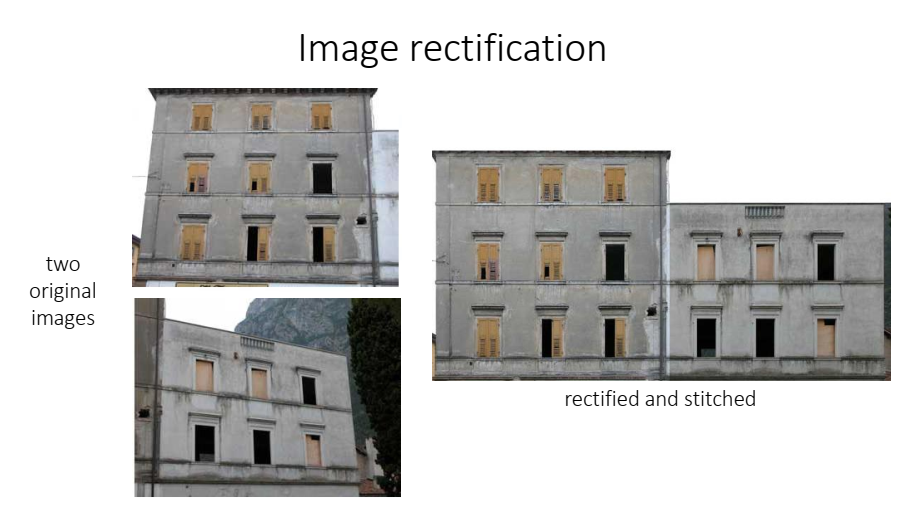 Image rectification
two
original
images
rectified and stitched